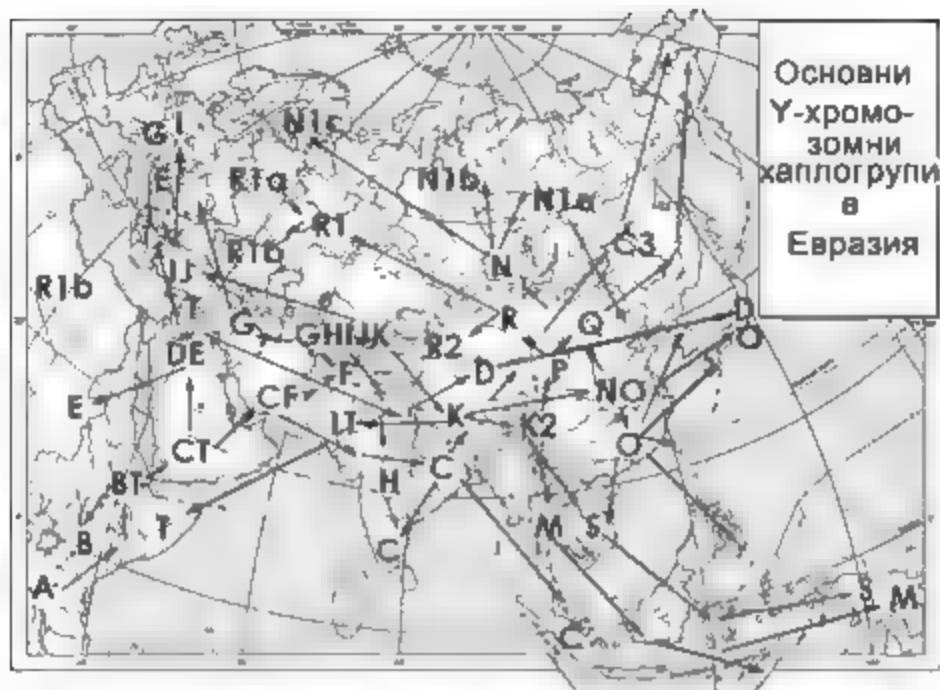 Основни
Y-хромо-
зомни
хаплогрупи
в
Евразия
G I N1c
E R1a N1b N1a
R1b R1 C3
IJ N
R1b
T G GHIJK R2 R Q D
O
DE F D P
E CF K NO
LT K2
CT C O
BT H
T M S
B C
A
S M
C